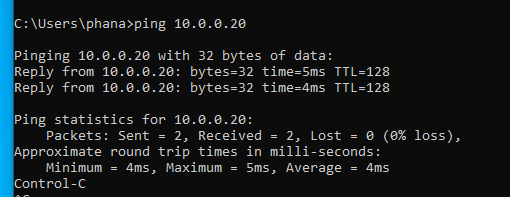 C:\Users\phana>ping 10.0.0.20
Pinging 10.0.0.20 with 32 bytes of data:
Reply from 10.0.0.20: bytes=32 time=5ms TTL=128
Reply from 10.0.0.20: bytes=32 time=4ms TTL=128
Ping statistics for 10.0.0.20:
    Packets: Sent = 2, Received = 2, Lost = 0 (0% loss),
Approximate round trip times in milli-seconds:
    Minimum = 4ms, Maximum = 5ms, Average = 4ms
Control-C